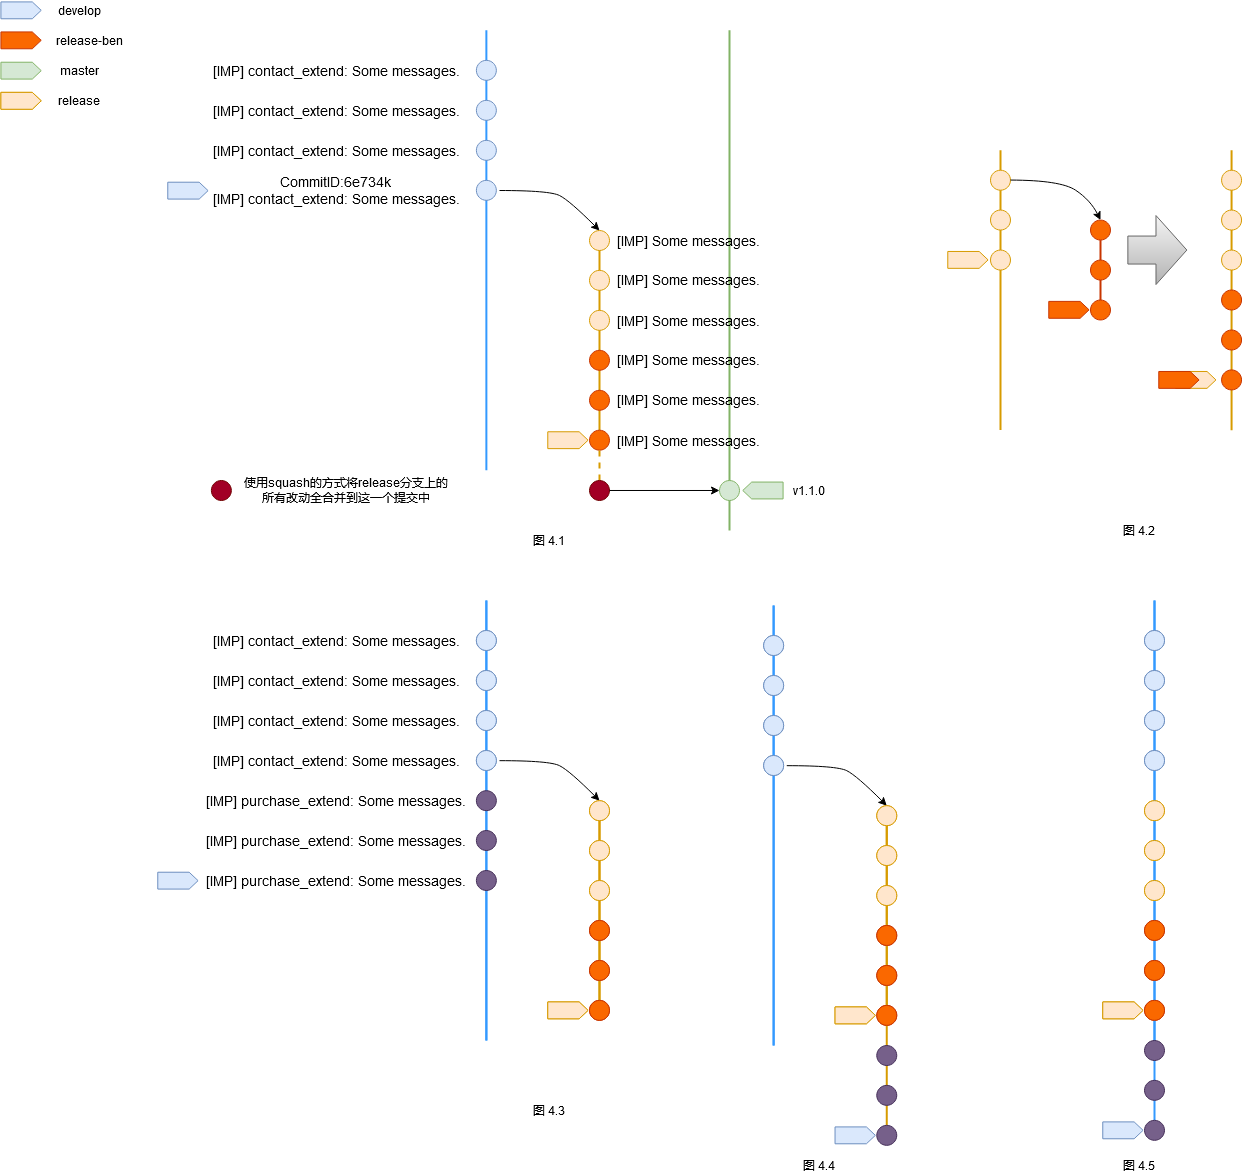 develop
release-ben
master
release
[IMP] contact_extend: Some messages.
[IMP] contact_extend: Some messages.
[IMP] contact_extend: Some messages.
CommitID:6e734k
[IMP] contact_extend: Some messages.
[IMP] Some messages.
[IMP] Some messages.
[IMP] Some messages.
[IMP] Some messages.
[IMP] Some messages.
[IMP] Some messages.
使用squash的方式将release分支上的
所有改动全合并到这一个提交中
v1.1.0
图 4.1
图 4.2
[IMP] contact_extend: Some messages.
[IMP] contact_extend: Some messages.
[IMP] contact_extend: Some messages.
[IMP] contact_extend: Some messages.
[IMP] purchase_extend: Some messages.
[IMP] purchase_extend: Some messages.
[IMP] purchase_extend: Some messages.
图 4.3
图 4.4
图 4.5